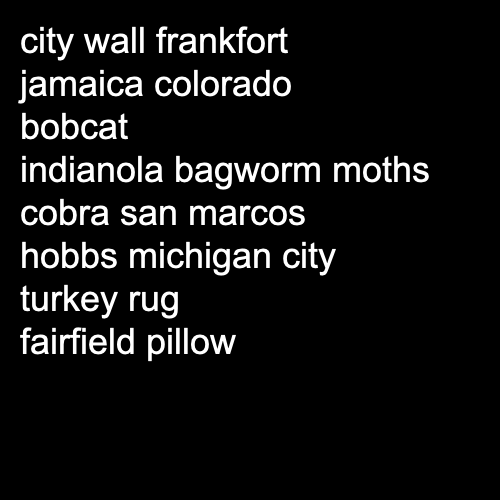 city wall frankfort
jamaica colorado
bobcat
indianola bagworm moths
cobra san marcos
hobbs michigan city
turkey rug
fairfield pillow